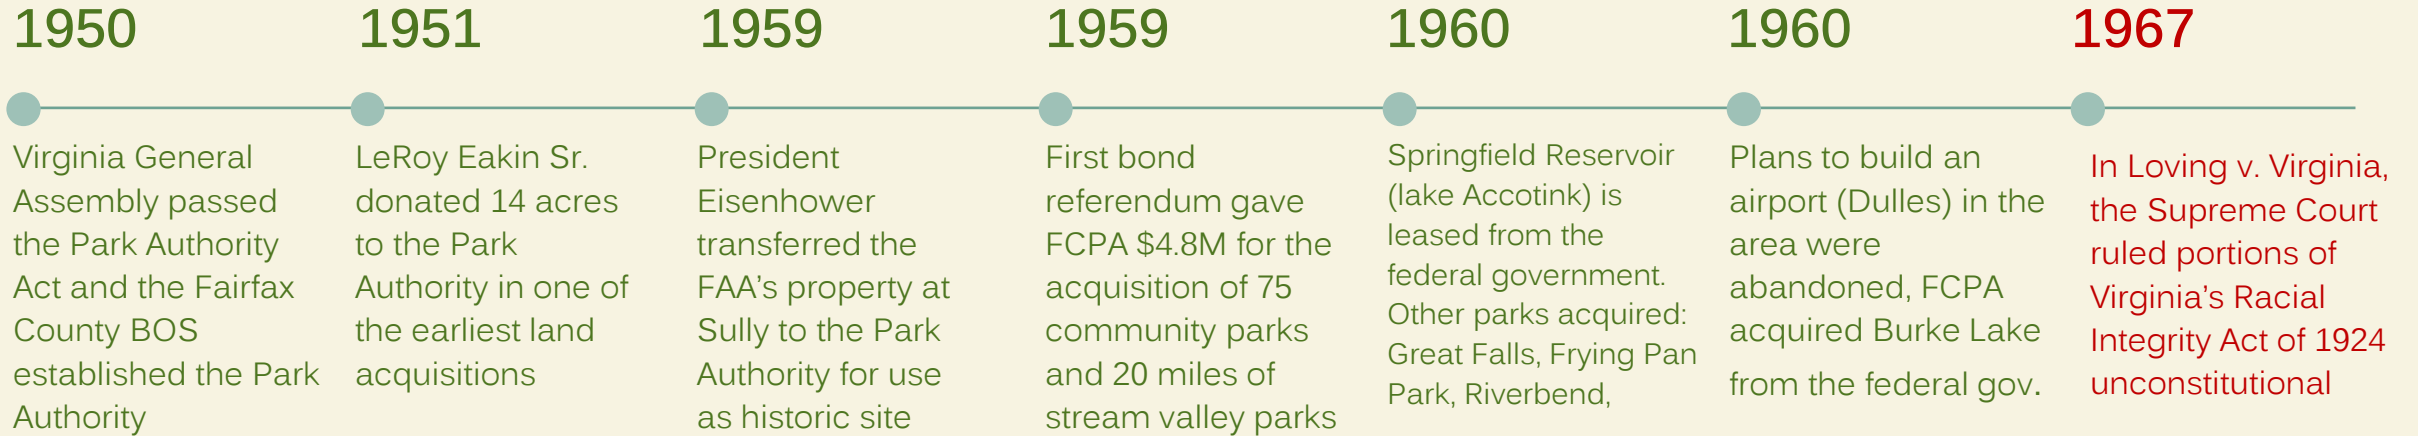 1950
Virginia General
Assembly passed
the Park Authority
Act and the Fairfax
County BOS
established the Park
Authority
1951
LeRoy Eakin Sr.
donated 14 acres
to the Park
Authority in one of
the earliest land
acquisitions
1959
President
Eisenhower
transferred the
FAA’s property at
Sully to the Park
Authority for use
as historic site
1959
First bond
referendum gave
FCPA $4.8M for the
acquisition of 75
community parks
and 20 miles of
stream valley parks
1960
Springfield Reservoir
(lake Accotink) is
leased from the
federal government.
Other parks acquired:
Great Falls, Frying Pan
Park, Riverbend,
1960
Plans to build an
airport (Dulles) in the
area were
abandoned, FCPA
acquired Burke Lake
from the federal gov.
1967
In Loving v. Virginia,
the Supreme Court
ruled portions of
Virginia’s Racial
Integrity Act of 1924
unconstitutional